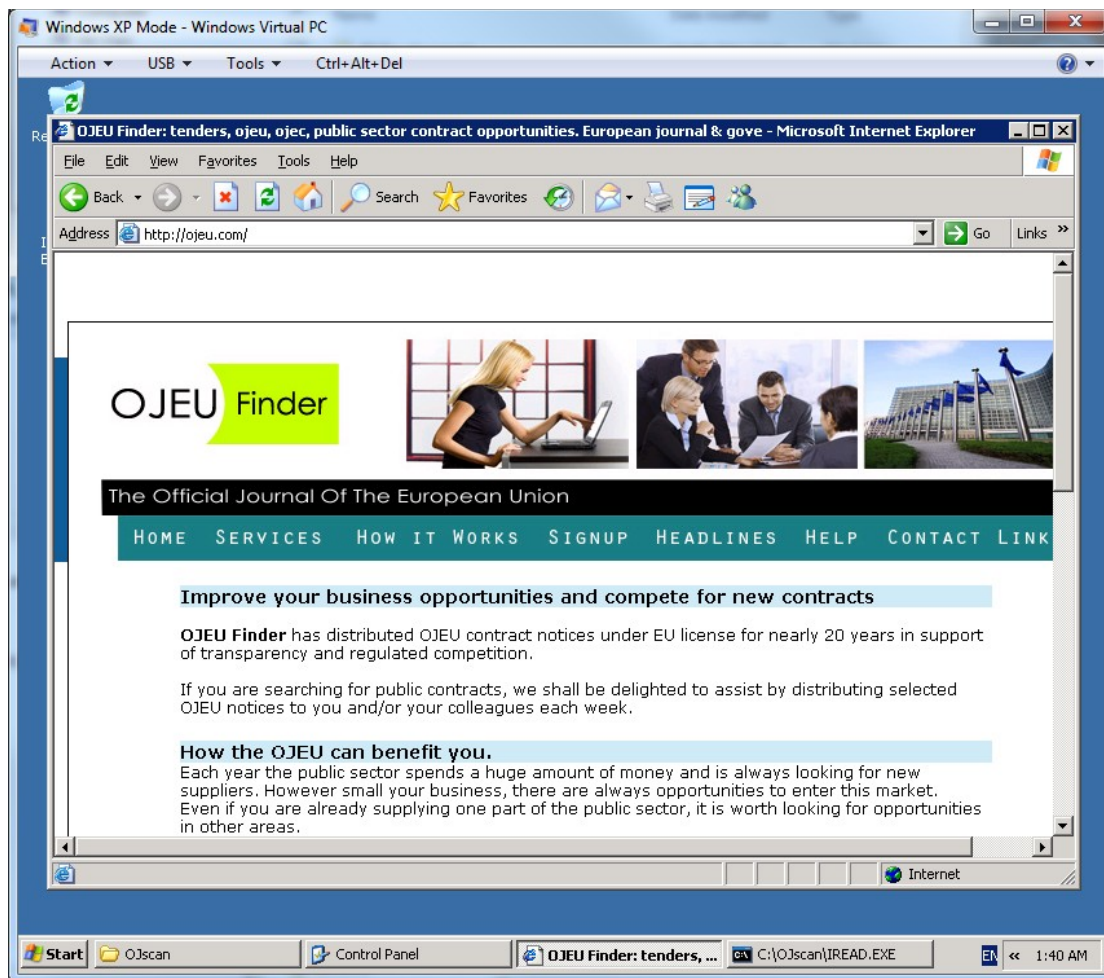 Windows XP Mode - Windows Virtual PC
Action USB Tools Ctrl+Alt+Del
OJEU Finder: tenders, ojeu, ojec, public sector contract opportunities. European journal & gove - Microsoft Internet Explorer
File Edit View Favorites Tools Help
Back Search Favorites
Address http://ojeu.com/ Go Links »
OJEU Finder
The Official Journal Of The European Union
HOME SERVICES HOW IT WORKS SIGNUP HEADLINES HELP CONTACT LINK
Improve your business opportunities and compete for new contracts
OJEU Finder has distributed OJEU contract notices under EU license for nearly 20 years in support
of transparency and regulated competition.
If you are searching for public contracts, we shall be delighted to assist by distributing selected
OJEU notices to you and/or your colleagues each week.
How the OJEU can benefit you.
Each year the public sector spends a huge amount of money and is always looking for new
suppliers. However small your business, there are always opportunities to enter this market.
Even if you are already supplying one part of the public sector, it is worth looking for opportunities
in other areas.
Internet
Start OJscan Control Panel OJEU Finder: tenders, ... C:\OJscan\IREAD.EXE EN « 1:40 AM